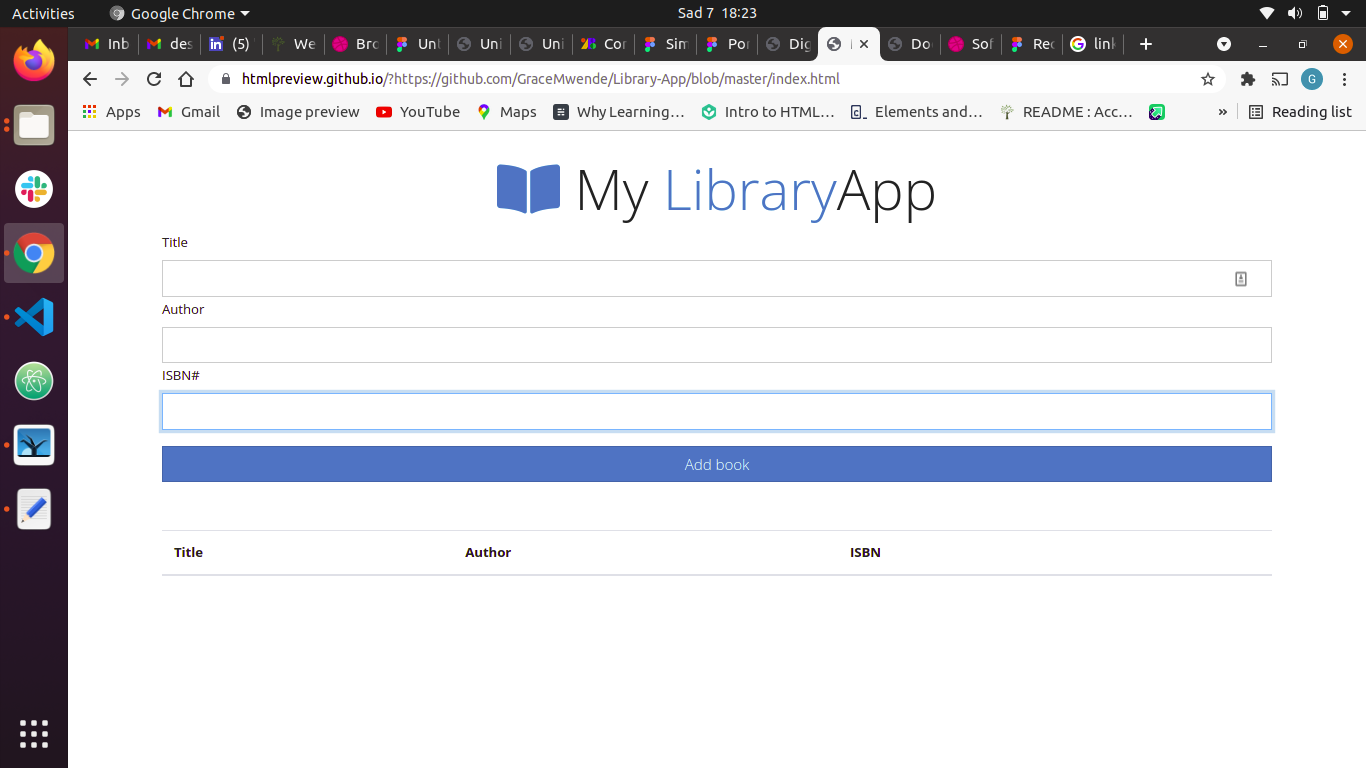 Activities Google Chrome Sad 7 18:23
Inb des (5) We Bro Unt Uni Uni Cor Sim Por Dig Do Sof Rec link
htmlpreview.github.io/?https://github.com/GraceMwende/Library-App/blob/master/index.html G
Apps Gmail Image preview YouTube Maps Why Learning... Intro to HTML... Elements and... README : Acc... » Reading list
My LibraryApp
Title
Author
ISBN#
Add book
Title Author ISBN